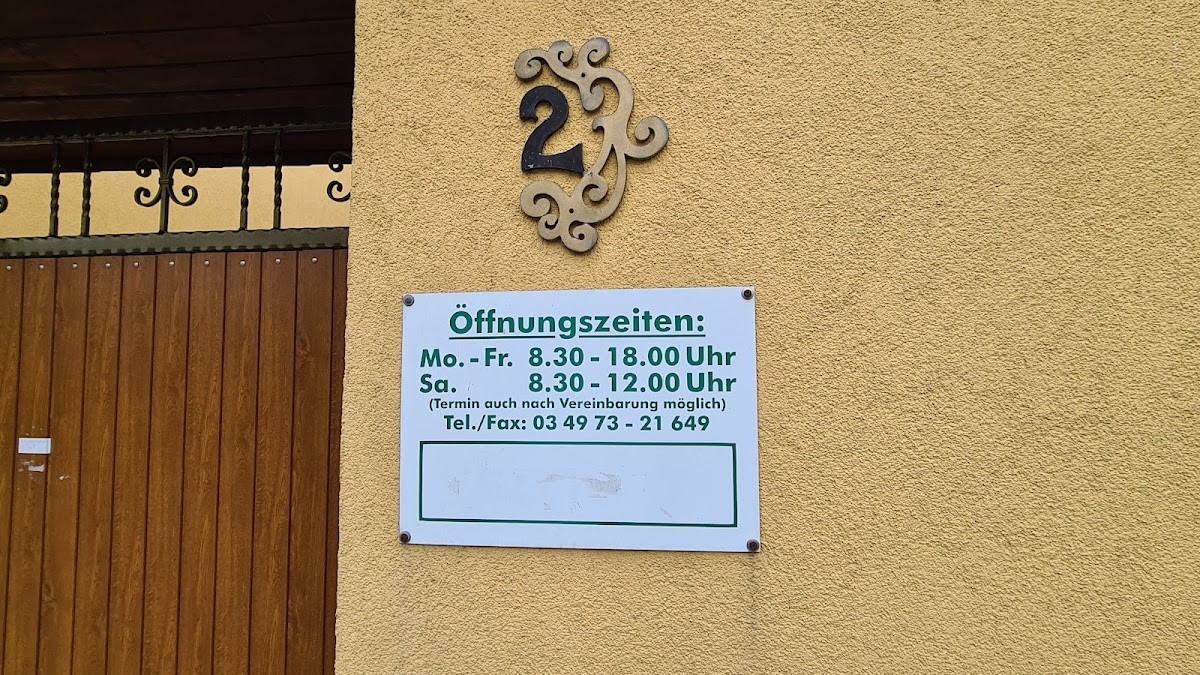 2
Öffnungszeiten:
Mo. - Fr. 8.30 - 18.00 Uhr
Sa. 8.30 - 12.00 Uhr
(Termin auch nach Vereinbarung möglich)
Tel./Fax: 03 49 73 - 21 649